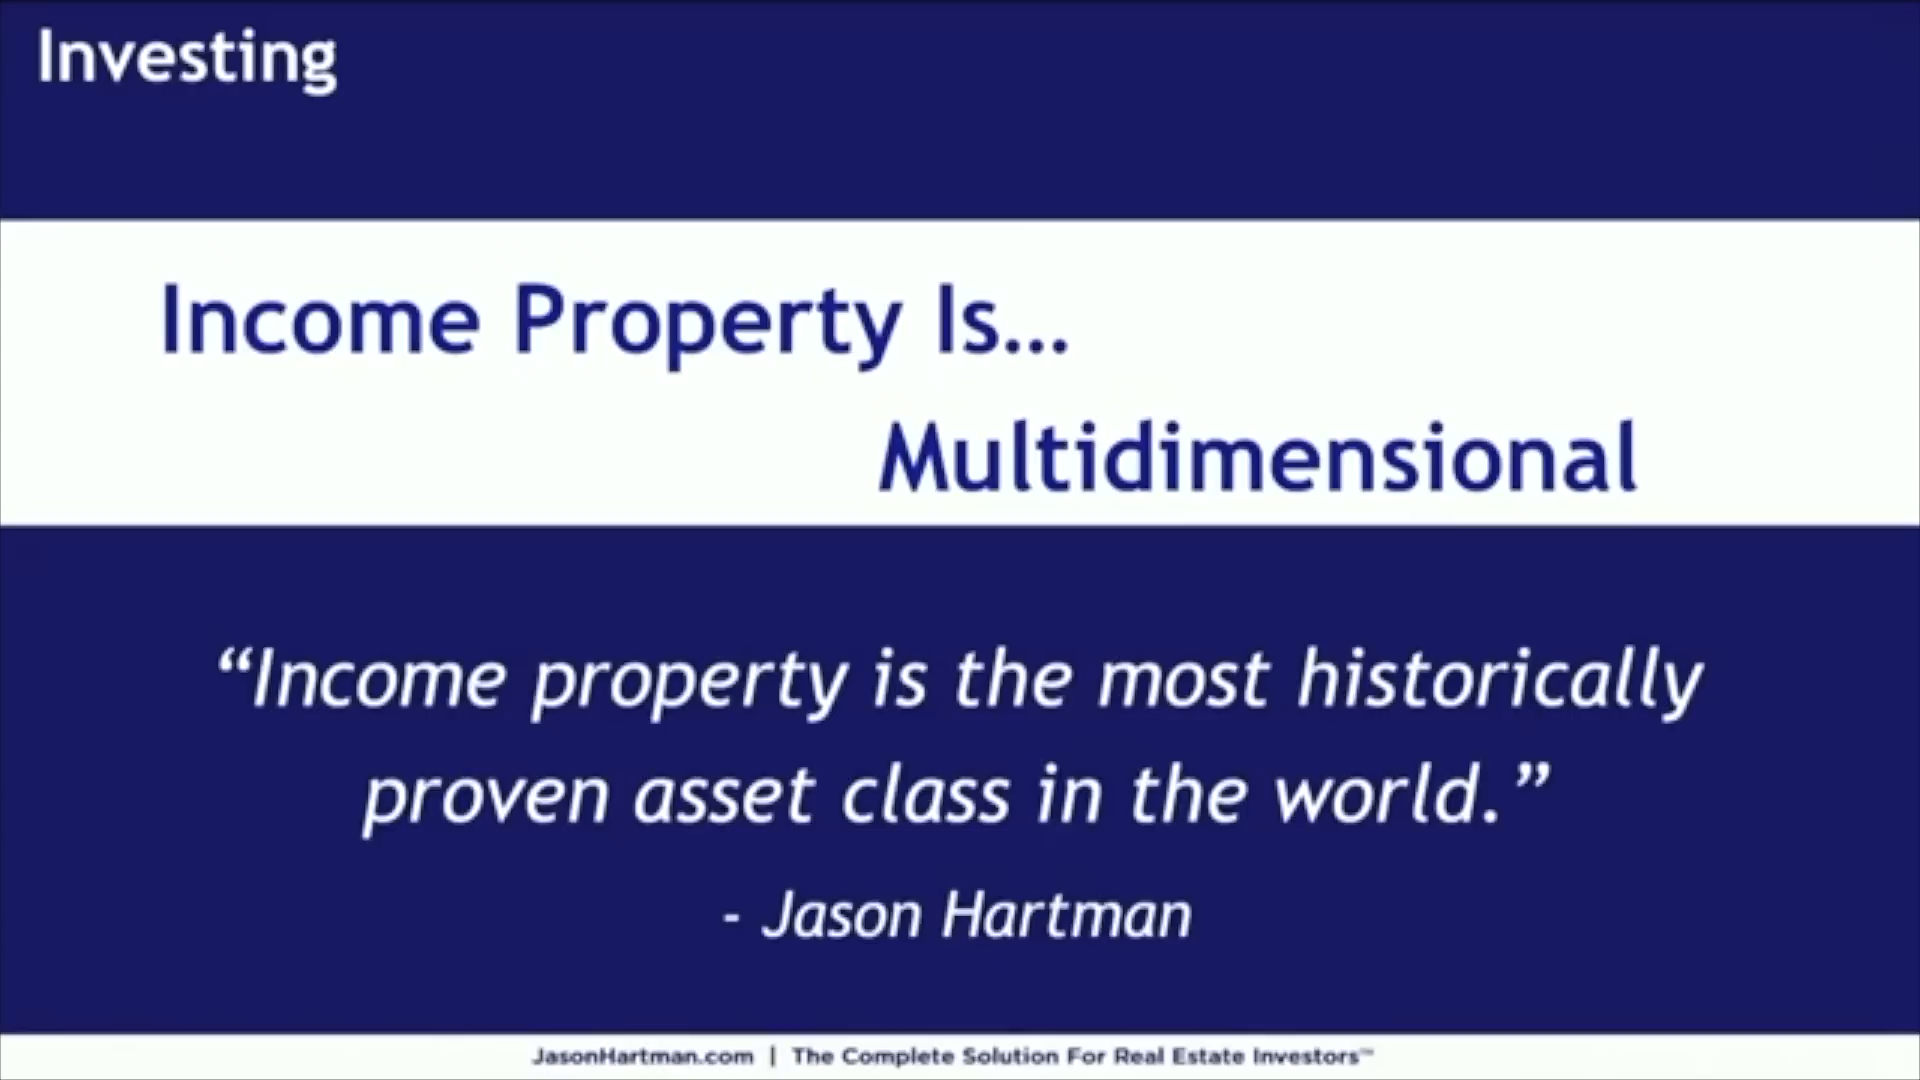 Investing
Income Property Is...
Multidimensional
“Income property is the most historically
proven asset class in the world.”
- Jason Hartman
JasonHartman.com | The Complete Solution For Real Estate Investors™